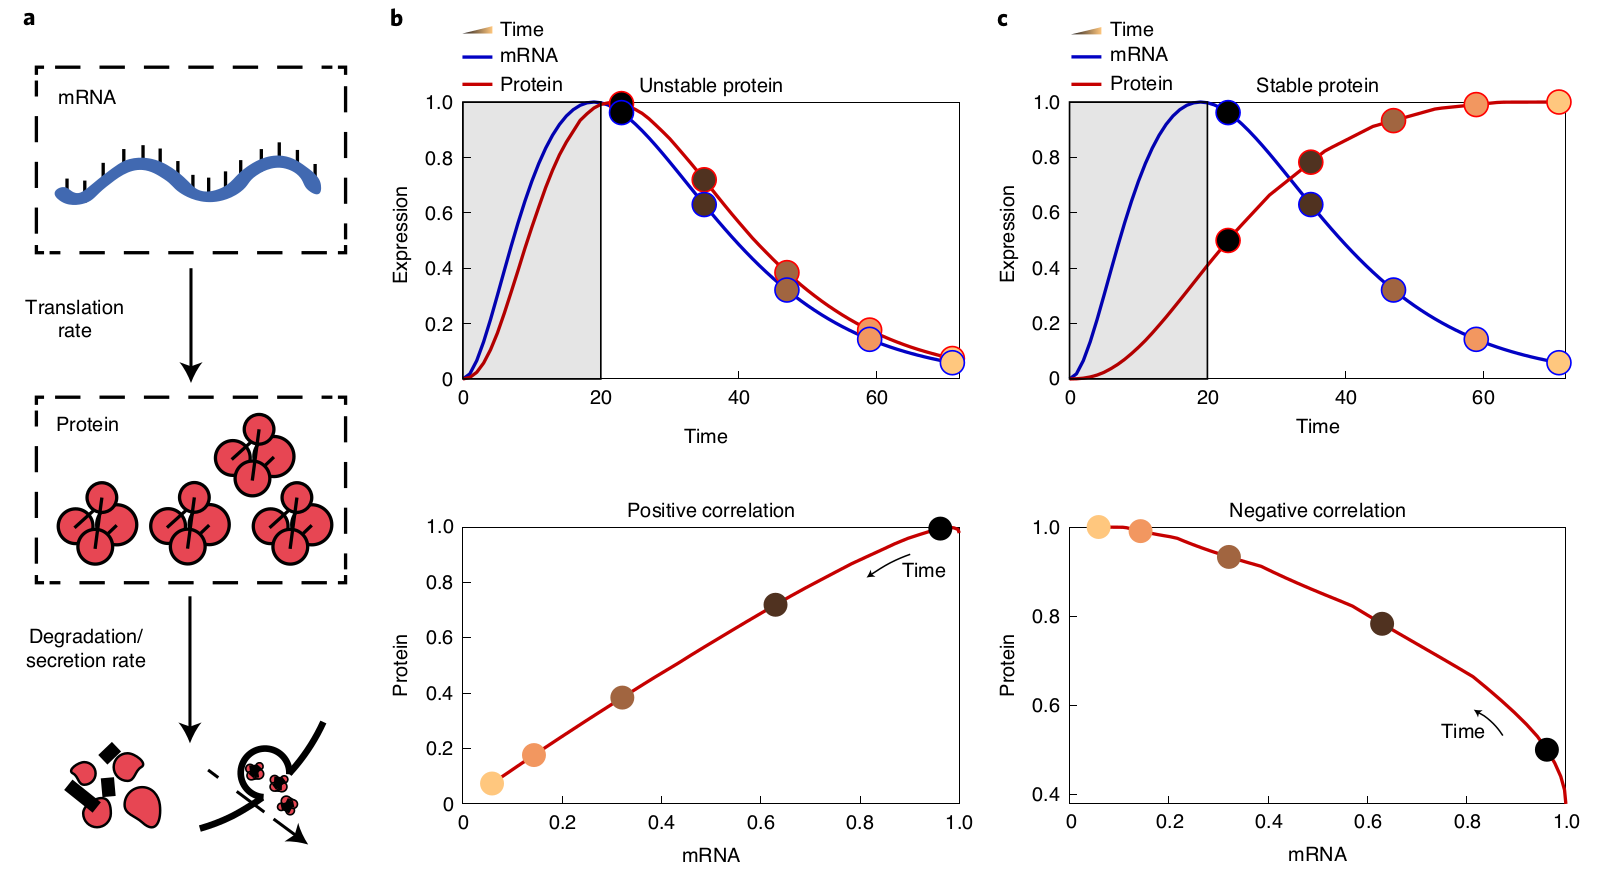 a
mRNA
Translation
rate
Protein
Degradation/
secretion rate
b
Time
mRNA
Protein
Unstable protein
1.0
0.8
0.6
0.4
0.2
0
Expression
0
20
40
60
Time
Positive correlation
1.0
0.8
0.6
0.4
0.2
0
Protein
Time
0
0.2
0.4
0.6
0.8
1.0
mRNA
c
Time
mRNA
Protein
Stable protein
1.0
0.8
0.6
0.4
0.2
0
Expression
0
20
40
60
Time
Negative correlation
1.0
0.8
0.6
0.4
Protein
Time
0
0.2
0.4
0.6
0.8
1.0
mRNA